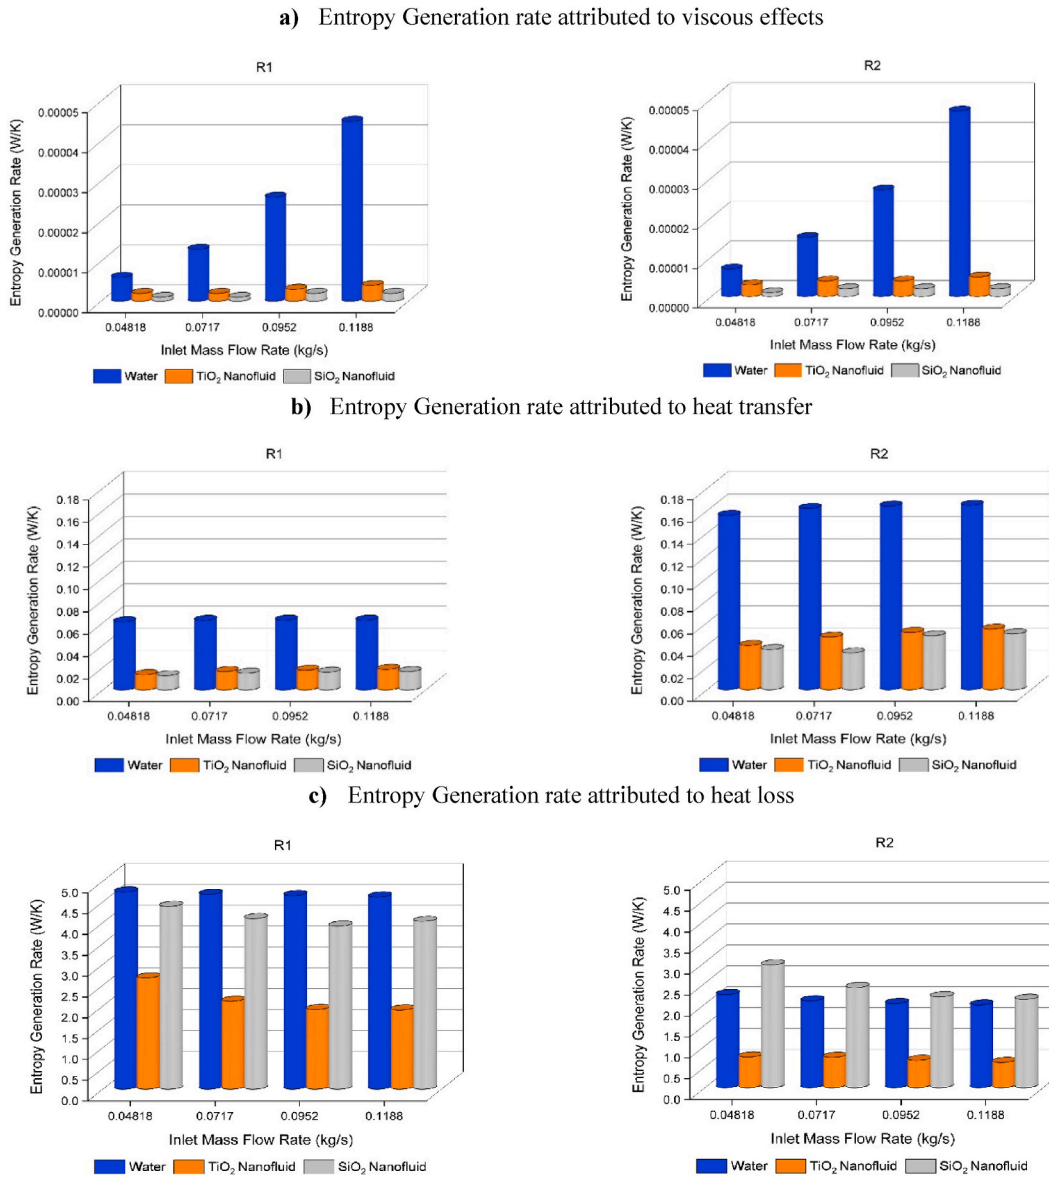 a) Entropy Generation rate attributed to viscous effects
R1
Entropy Generation Rate (W/K)
0.00005
0.00004
0.00003
0.00002
0.00001
0.00000
0.04818 0.0717 0.0952 0.1188
Inlet Mass Flow Rate (kg/s)
Water TiO2 Nanofluid SiO2 Nanofluid
R2
Entropy Generation Rate (W/K)
0.00005
0.00004
0.00003
0.00002
0.00001
0.00000
0.04818 0.0717 0.0952 0.1188
Inlet Mass Flow Rate (kg/s)
Water TiO2 Nanofluid SiO2 Nanofluid
b) Entropy Generation rate attributed to heat transfer
R1
Entropy Generation Rate (W/K)
0.18
0.16
0.14
0.12
0.10
0.08
0.06
0.04
0.02
0.00
0.04818 0.0717 0.0952 0.1188
Inlet Mass Flow Rate (kg/s)
Water TiO2 Nanofluid SiO2 Nanofluid
R2
Entropy Generation Rate (W/K)
0.18
0.16
0.14
0.12
0.10
0.08
0.06
0.04
0.02
0.00
0.04818 0.0717 0.0952 0.1188
Inlet Mass Flow Rate (kg/s)
Water TiO2 Nanofluid SiO2 Nanofluid
c) Entropy Generation rate attributed to heat loss
R1
Entropy Generation Rate (W/K)
5.0
4.5
4.0
3.5
3.0
2.5
2.0
1.5
1.0
0.5
0.0
0.04818 0.0717 0.0952 0.1188
Inlet Mass Flow Rate (kg/s)
Water TiO2 Nanofluid SiO2 Nanofluid
R2
Entropy Generation Rate (W/K)
5.0
4.5
4.0
3.5
3.0
2.5
2.0
1.5
1.0
0.5
0.0
0.04818 0.0717 0.0952 0.1188
Inlet Mass Flow Rate (kg/s)
Water TiO2 Nanofluid SiO2 Nanofluid